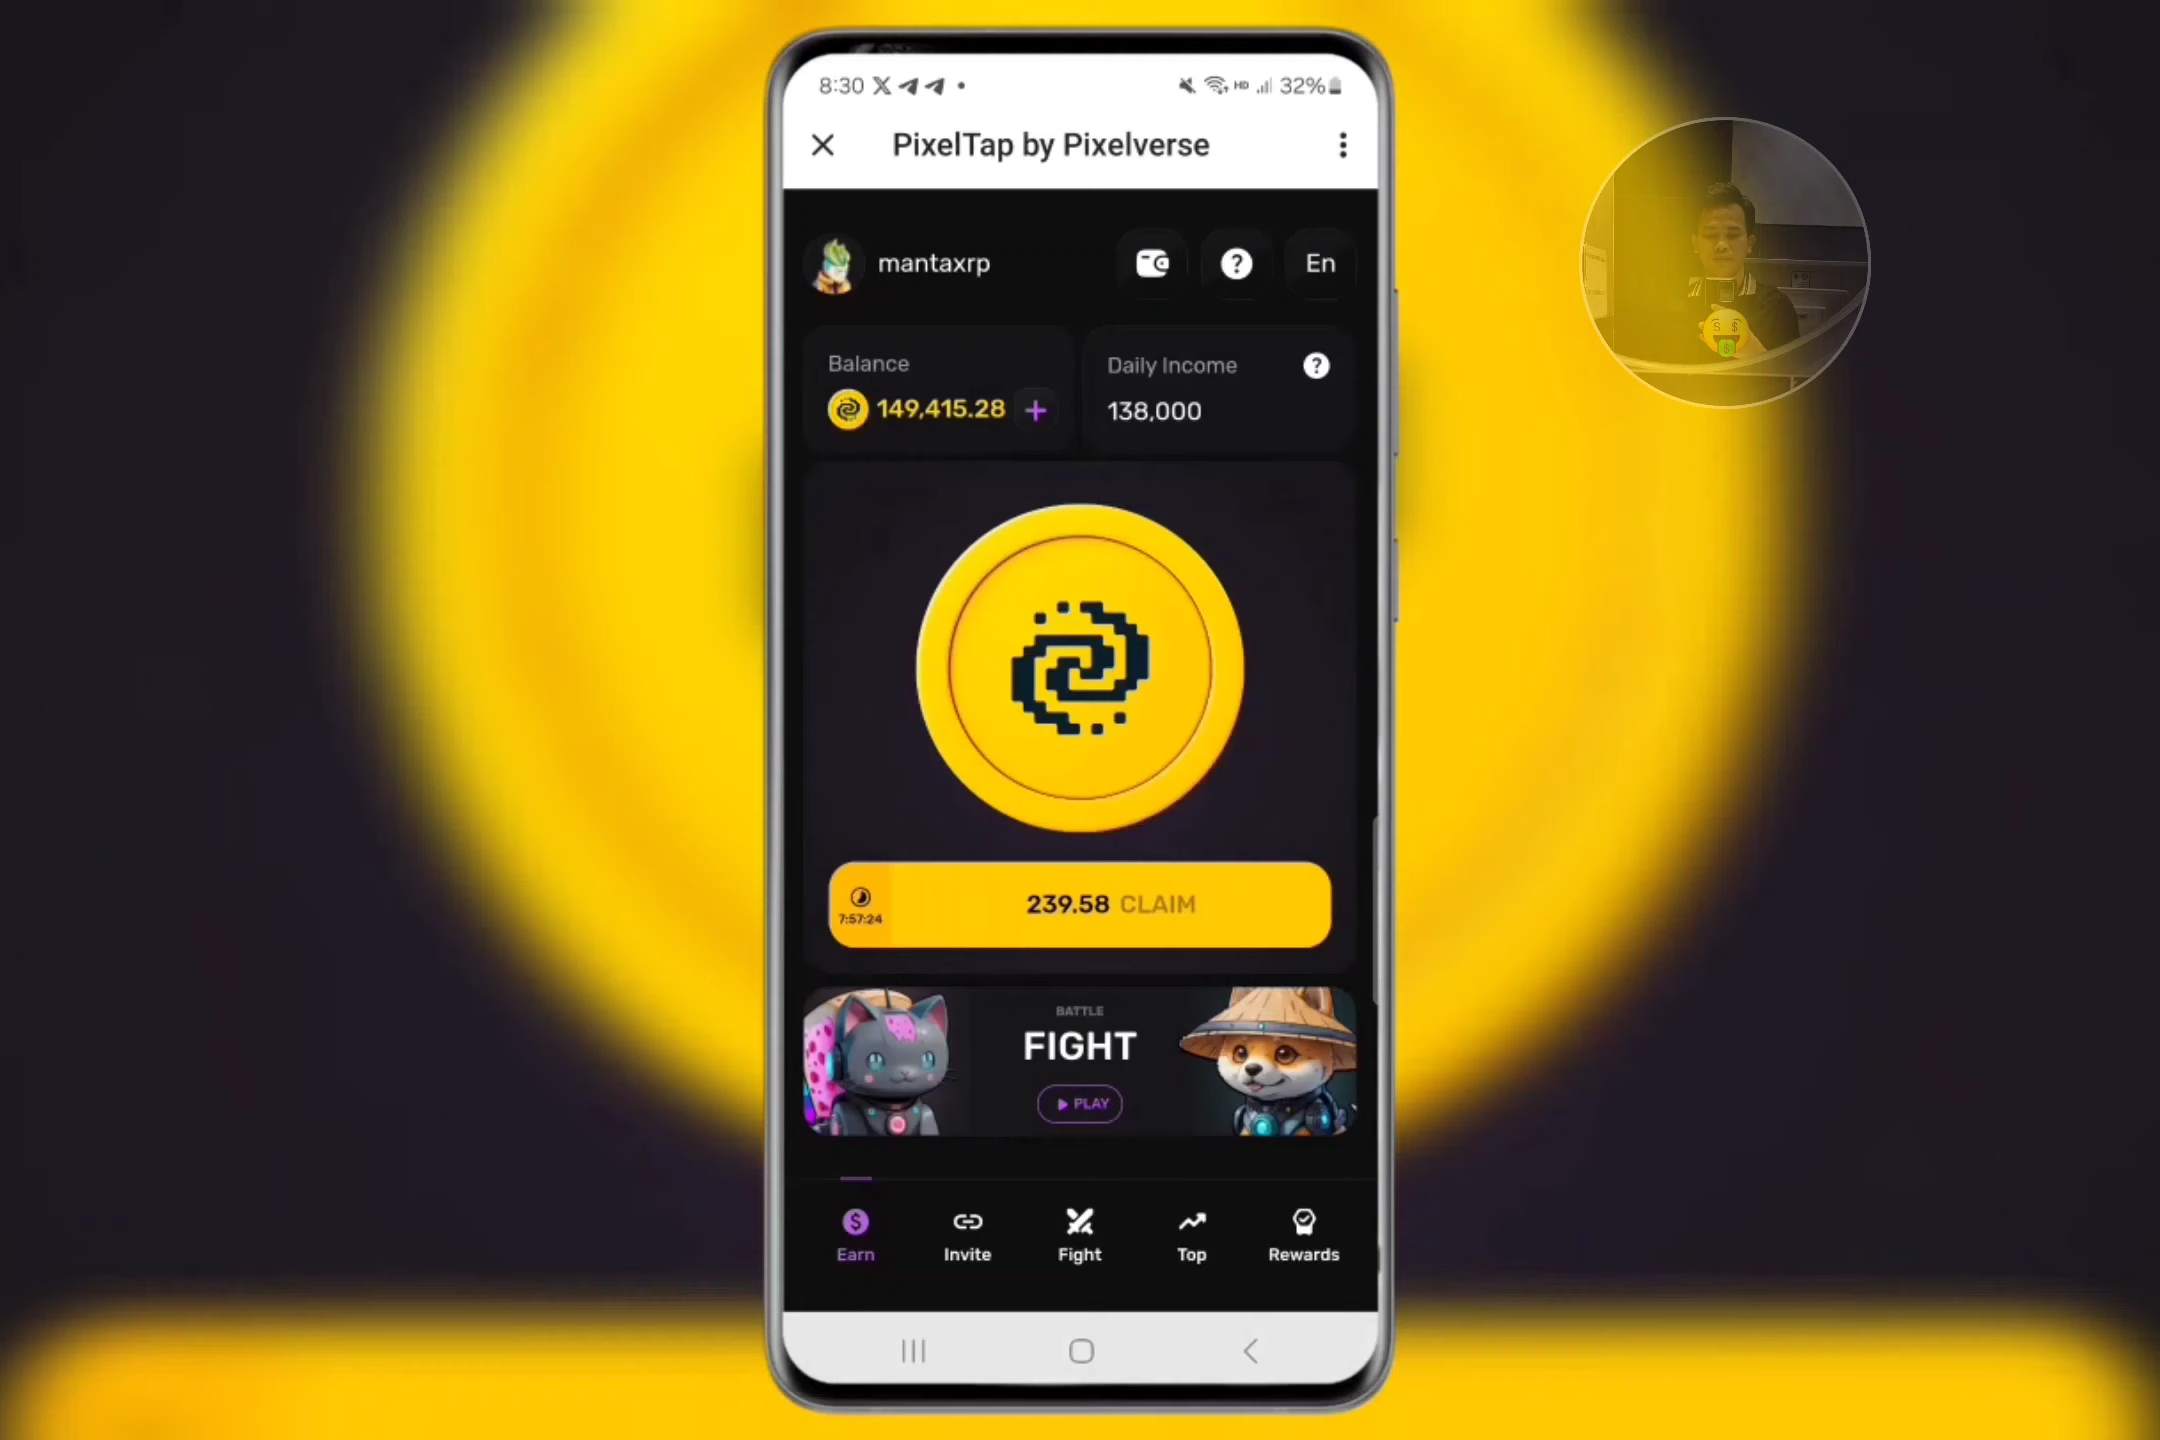 8:30
HD 32%
PixelTap by Pixelverse
mantaxrp
? En
Balance
Daily Income ?
149,415.28 +
138,000
7:57:24
239.58 CLAIM
BATTLE
FIGHT
PLAY
$
Earn
Invite
Fight
Top
Rewards